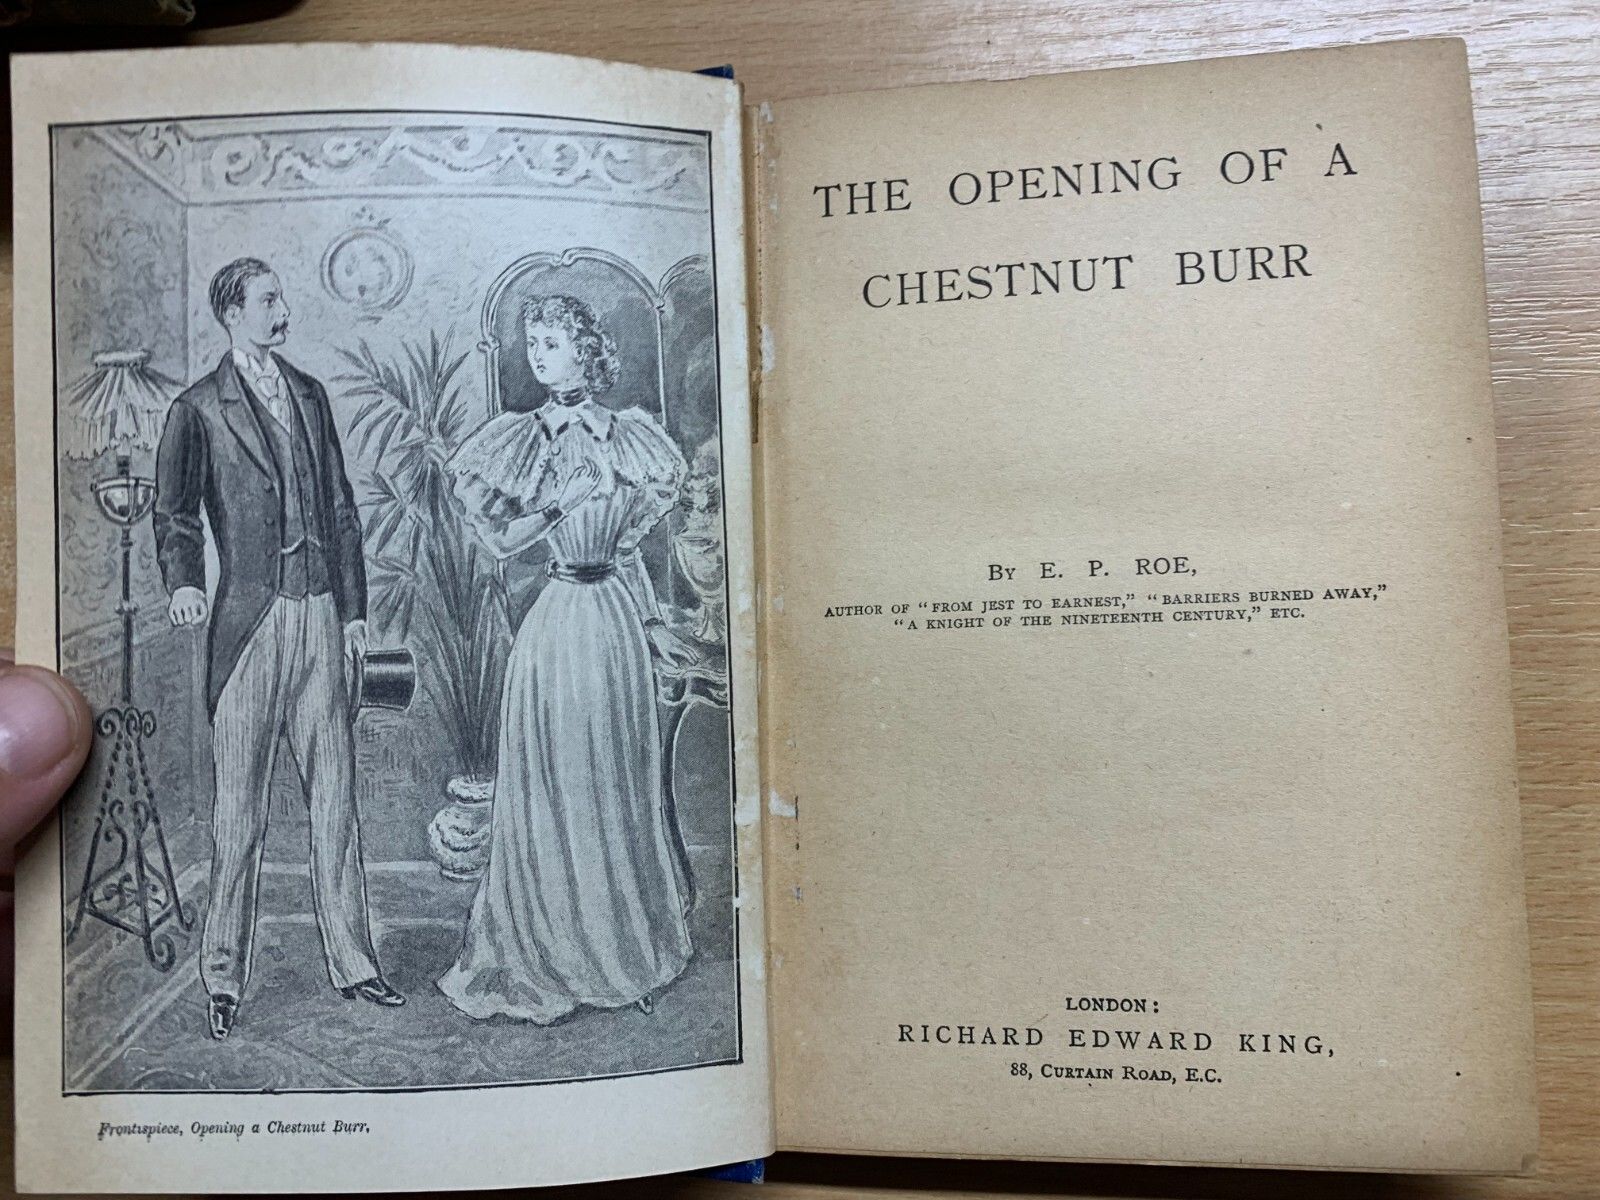 Frontispiece, Opening a Chestnut Burr.
THE OPENING OF A
CHESTNUT BURR
By E. P. ROE,
AUTHOR OF "FROM JEST TO EARNEST," "BARRIERS BURNED AWAY,"
"A KNIGHT OF THE NINETEENTH CENTURY," ETC.
LONDON:
RICHARD EDWARD KING,
88, CURTAIN ROAD, E.C.